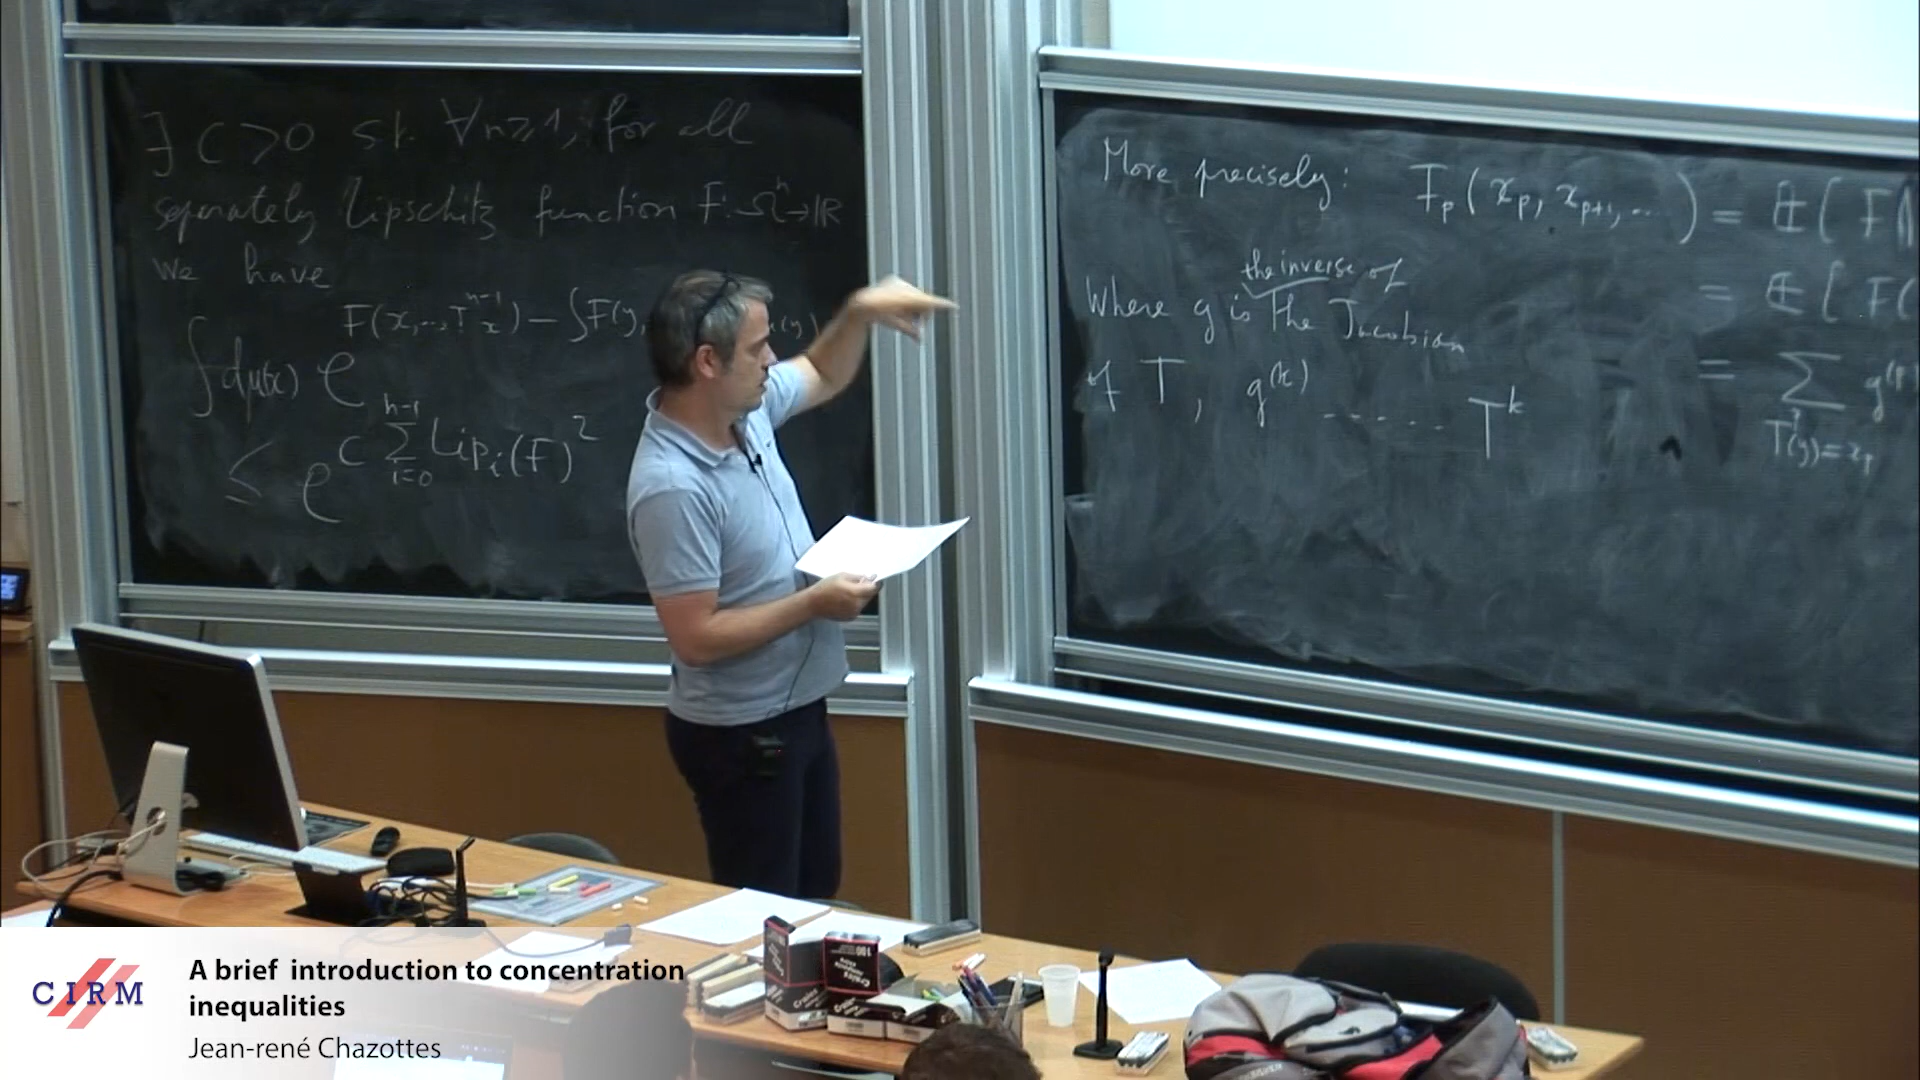 ∃ C > 0 s.t. ∀ n ≥ 1, for all
separately Lipschitz function F: Ω^n → ℝ
We have
∫ dμ(x) e^{F(x,..,T^{n-1}x) − ∫F(y, μ(y)}
≤ e^{C Σ_{i=0}^{n-1} Lip_i(F)^2}
More precisely: F_p(x_p, x_{p+1}, ...) = 𝔼(F
the inverse of
Where g is the Jacobian = 𝔼[F(
of T, g^{(k)} ...... T^k = Σ g^{(p
T^p(y)=x_p
CIRM
A brief introduction to concentration
inequalities
Jean-rené Chazottes